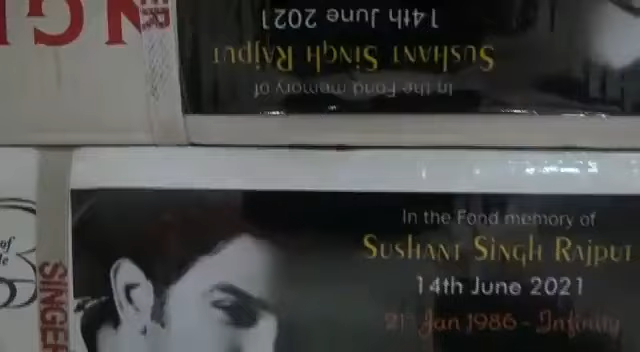 14th June 2021
Sushant Singh Rajput
In the Fond memory of
In the Fond memory of
Sushant Singh Rajput
14th June 2021
21st Jan 1986 - Infinity
SINGER